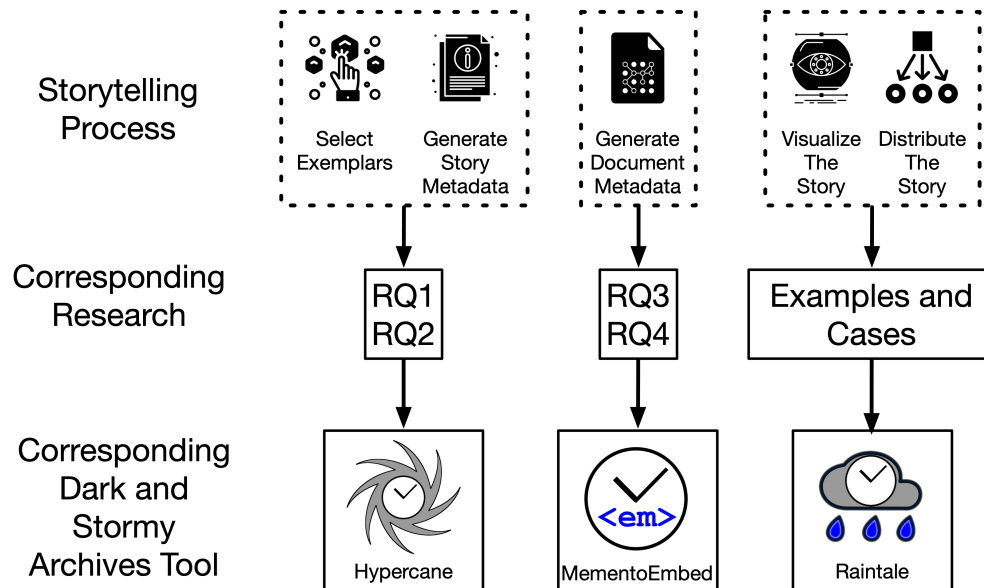 Storytelling
Process
Select
Exemplars
Generate
Story
Metadata
Generate
Document
Metadata
Visualize
The
Story
Distribute
The
Story
Corresponding
Research
RQ1
RQ2
RQ3
RQ4
Examples and
Cases
Corresponding
Dark and
Stormy
Archives Tool
Hypercane
<em>
MementoEmbed
Raintale